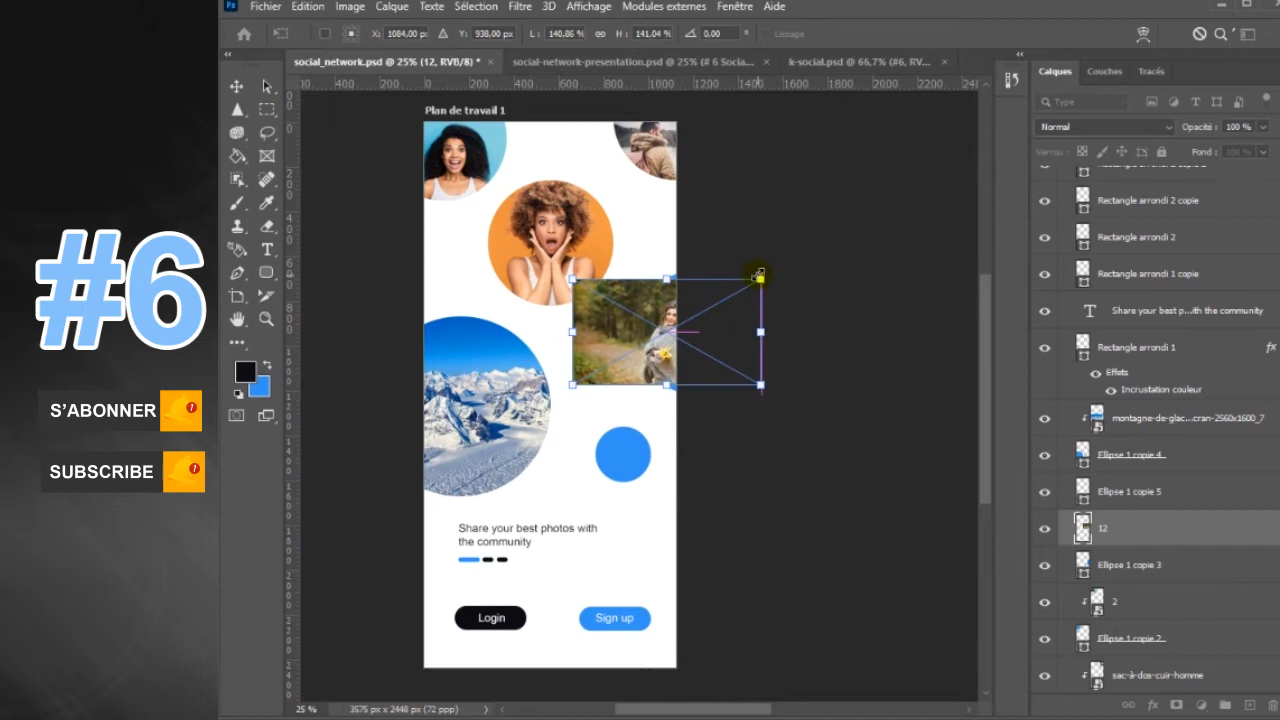 Ps Fichier Edition Image Calque Texte Sélection Filtre 3D Affichage Modules externes Fenêtre Aide
X: 1084,00 px Y: 938,00 px L: 140,86 % H: 141,04 % 0,00 ° Lissage
social_network.psd @ 25% (12, RVB/8) * × social-network-presentation.psd @ 25% (# 6 Socia... × k-social.psd @ 66,7% (#6, RV... ×
Calques Couches Tracés
Type
Normal Opacité : 100 %
Verrou : Fond : 100 %
Plan de travail 1
Rectangle arrondi 2 copie
Rectangle arrondi 2
Rectangle arrondi 1 copie
T Share your best p...ith the community
Rectangle arrondi 1 fx
Effets
Incrustation couleur
montagne-de-glac...cran-2560x1600_7
Ellipse 1 copie 4
Ellipse 1 copie 5
12
Ellipse 1 copie 3
2
Ellipse 1 copie 2
sac-à-dos-cuir-homme
#6
S'ABONNER
SUBSCRIBE
Share your best photos with
the community
Login Sign up
25 % 3575 px x 2448 px (72 ppp)